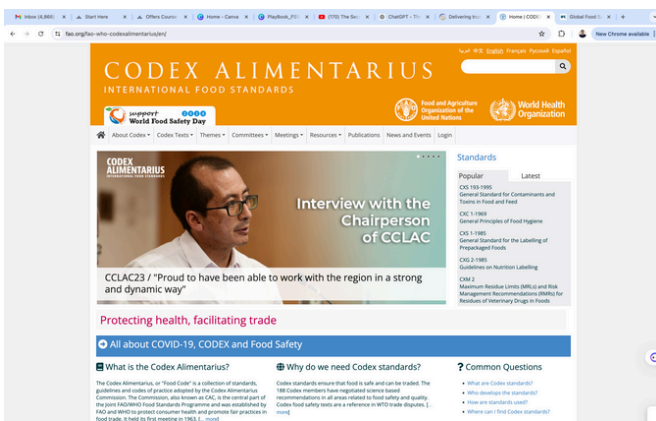 Inbox (4,869)
Start Here
Offers Course
Home - Canva
(170) The Sec
ChatGPT - Th
Home | CODEX
Global Food S
fao.org/fao-who-codexalimentarius/en/
New Chrome available
عربي 中文 English Français Русский Español
CODEX ALIMENTARIUS
INTERNATIONAL FOOD STANDARDS
support
World Food Safety Day
Food and Agriculture
Organization of the
United Nations
World Health
Organization
About Codex
Codex Texts
Themes
Committees
Meetings
Resources
Publications
News and Events
Login
CODEX
ALIMENTARIUS
INTERNATIONAL FOOD STANDARDS
Interview with the
Chairperson
of CCLAC
CCLAC23 / "Proud to have been able to work with the region in a strong
and dynamic way"
Standards
Popular
Latest
CXS 193-1995
General Standard for Contaminants and
Toxins in Food and Feed
CXC 1-1969
General Principles of Food Hygiene
CXS 1-1985
General Standard for the Labelling of
Prepackaged Foods
CXG 2-1985
Guidelines on Nutrition Labelling
CXM 2
Maximum Residue Limits (MRLs) and Risk
Management Recommendations (RMRs) for
Residues of Veterinary Drugs in Foods
Protecting health, facilitating trade
All about COVID-19, CODEX and Food Safety
What is the Codex Alimentarius?
The Codex Alimentarius, or "Food Code" is a collection of standards,
guidelines and codes of practice adopted by the Codex Alimentarius
Commission. The Commission, also known as CAC, is the central part of
the Joint FAO/WHO Food Standards Programme and was established by
FAO and WHO to protect consumer health and promote fair practices in
food trade. It held its first meeting in 1963. [... more]
Why do we need Codex standards?
Codex standards ensure that food is safe and can be traded. The
188 Codex members have negotiated science based
recommendations in all areas related to food safety and quality.
Codex food safety texts are a reference in WTO trade disputes. [...
more]
Common Questions
What are Codex standards?
Who develops the standards?
How are standards used?
Where can I find Codex standards?